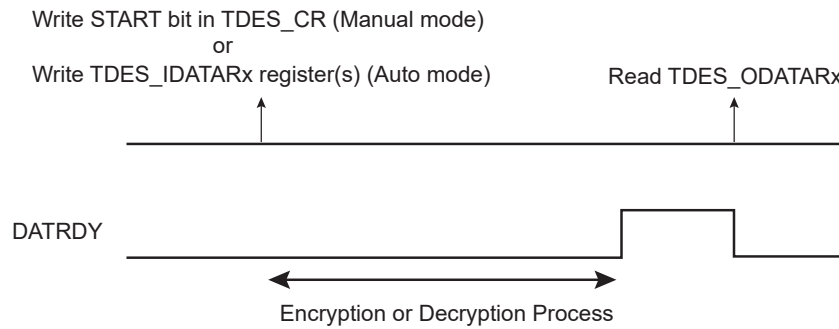 Write START bit in TDES_CR (Manual mode)
or
Write TDES_IDATARx register(s) (Auto mode)
Read TDES_ODATARx
DATRDY
Encryption or Decryption Process